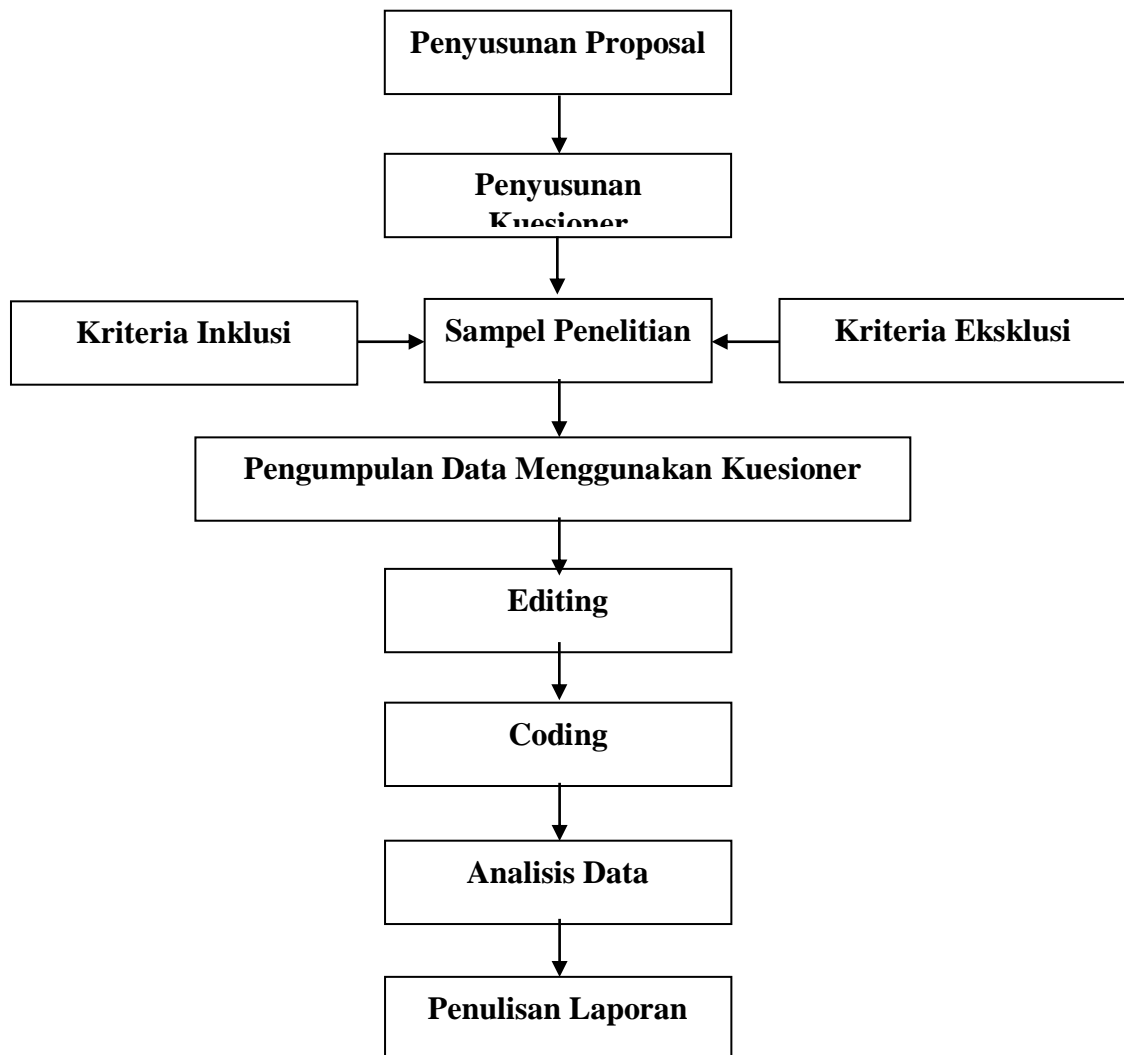 Penyusunan Proposal
Penyusunan
Kuesioner
Kriteria Inklusi
Sampel Penelitian
Kriteria Eksklusi
Pengumpulan Data Menggunakan Kuesioner
Editing
Coding
Analisis Data
Penulisan Laporan